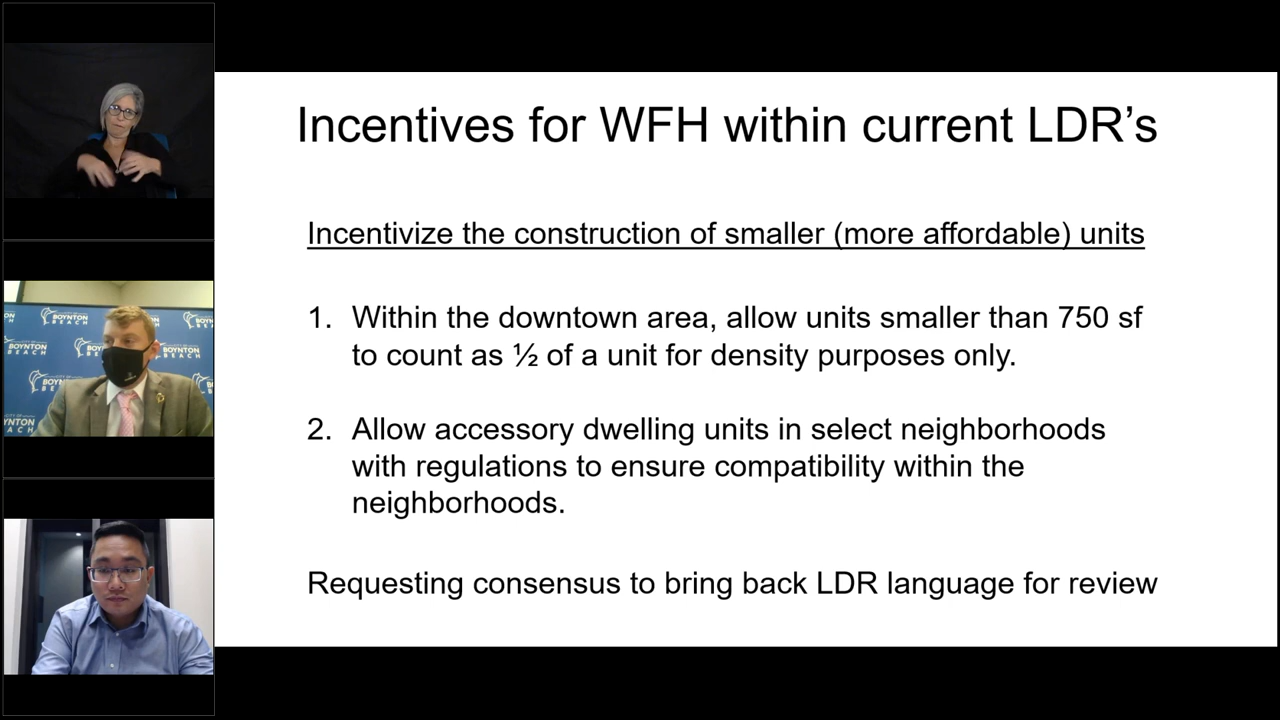 Incentives for WFH within current LDR's
Incentivize the construction of smaller (more affordable) units
1. Within the downtown area, allow units smaller than 750 sf
to count as ½ of a unit for density purposes only.
2. Allow accessory dwelling units in select neighborhoods
with regulations to ensure compatibility within the
neighborhoods.
Requesting consensus to bring back LDR language for review
BOYNTON
BEACH